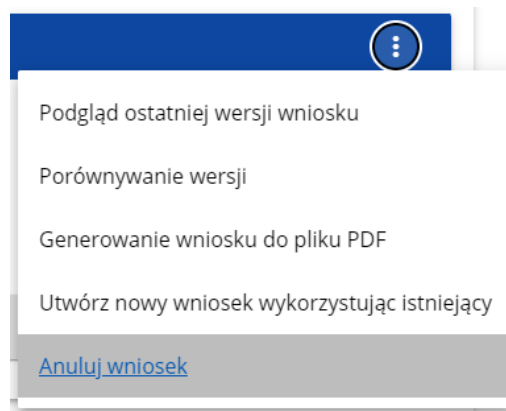 Podgląd ostatniej wersji wniosku
Porównywanie wersji
Generowanie wniosku do pliku PDF
Utwórz nowy wniosek wykorzystując istniejący
Anuluj wniosek